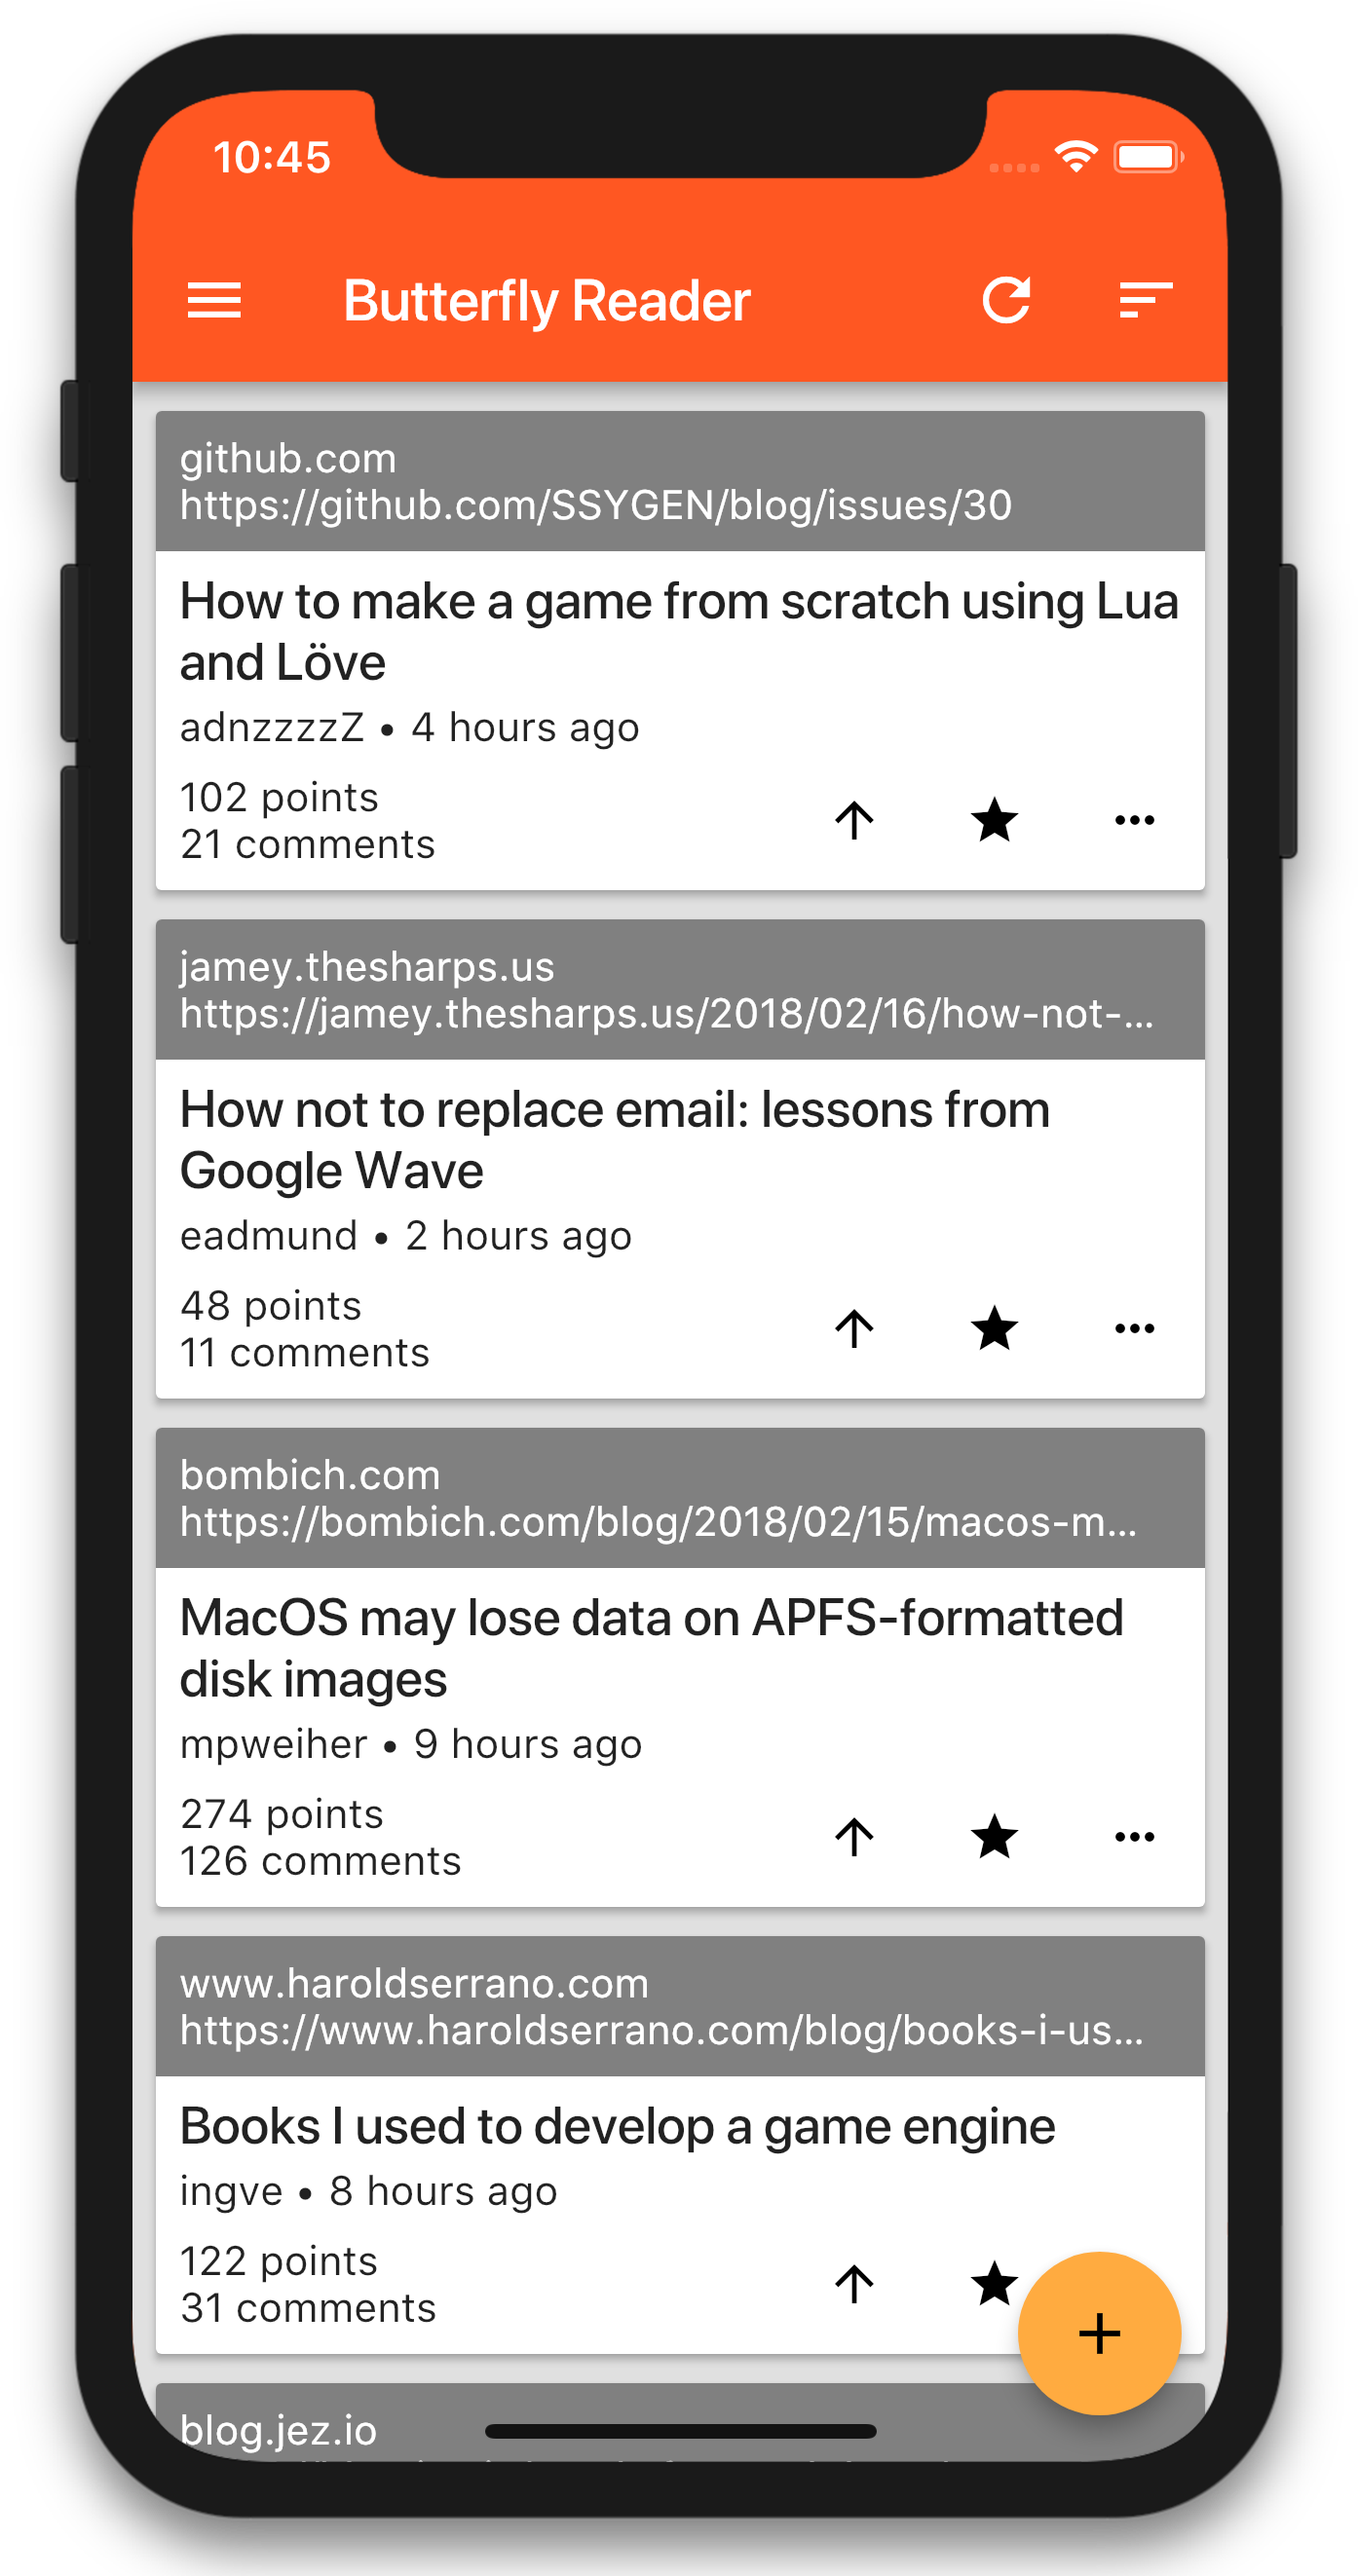 10:45
Butterfly Reader
github.com
https://github.com/SSYGEN/blog/issues/30
How to make a game from scratch using Lua
and Löve
adnzzzzZ • 4 hours ago
102 points
21 comments
jamey.thesharps.us
https://jamey.thesharps.us/2018/02/16/how-not-...
How not to replace email: lessons from
Google Wave
eadmund • 2 hours ago
48 points
11 comments
bombich.com
https://bombich.com/blog/2018/02/15/macos-m...
MacOS may lose data on APFS-formatted
disk images
mpweiher • 9 hours ago
274 points
126 comments
www.haroldserrano.com
https://www.haroldserrano.com/blog/books-i-us...
Books I used to develop a game engine
ingve • 8 hours ago
122 points
31 comments
blog.jez.io